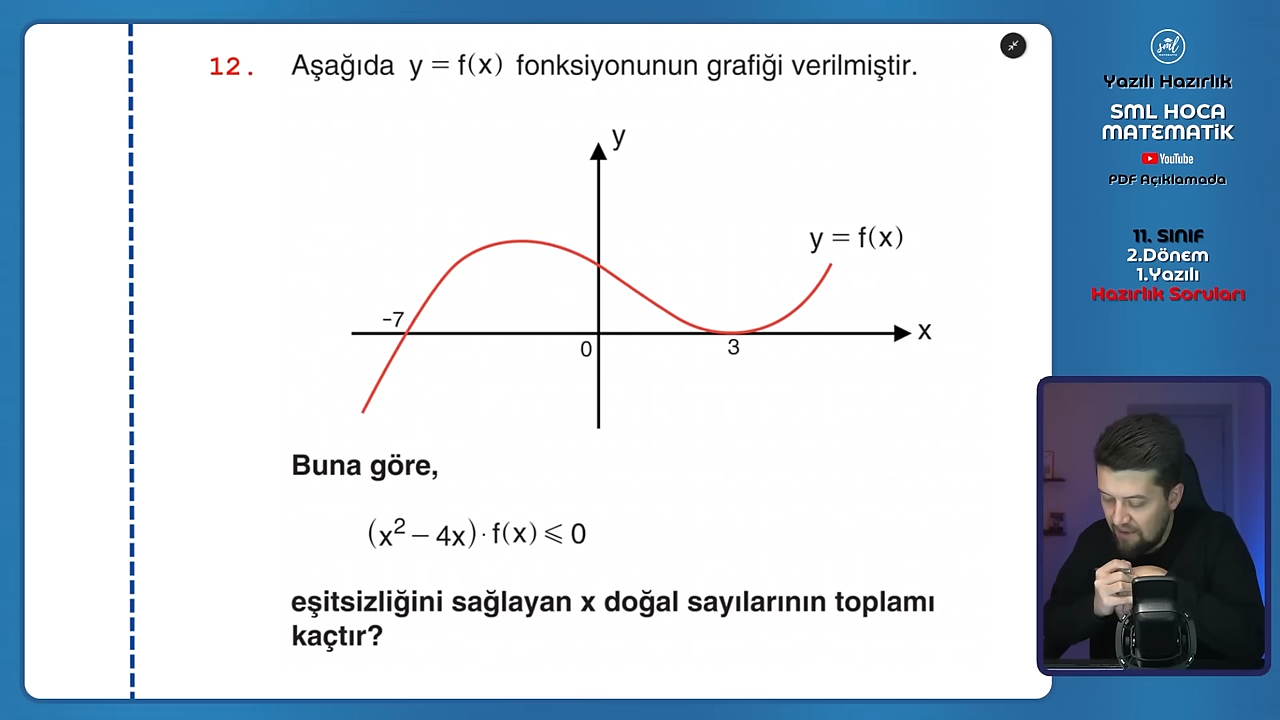 12. Aşağıda y = f(x) fonksiyonunun grafiği verilmiştir.
y
y = f(x)
-7
x
0
3
Buna göre,
(x² – 4x) · f(x) ⩽ 0
eşitsizliğini sağlayan x doğal sayılarının toplamı
kaçtır?
sml
Yazılı Hazırlık
SML HOCA
MATEMATİK
YouTube
PDF Açıklamada
11. SINIF
2.Dönem
1.Yazılı
Hazırlık Soruları